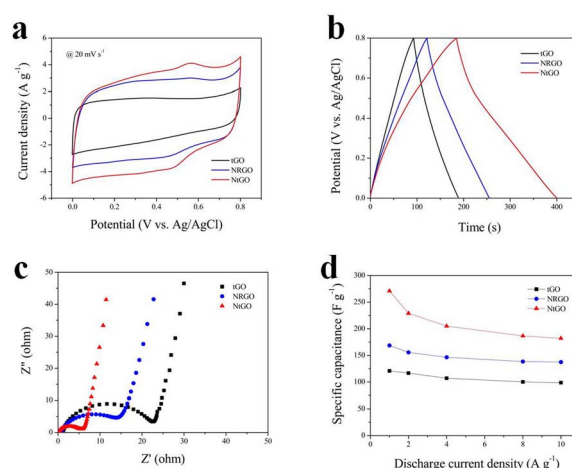 a
@ 20 mV s⁻¹
Current density (A g⁻¹)
6
4
2
0
-2
-4
-6
0.0 0.2 0.4 0.6 0.8
Potential (V vs. Ag/AgCl)
tGO
NRGO
NtGO
b
Potential (V vs. Ag/AgCl)
0.8
0.6
0.4
0.2
0.0
0 100 200 300 400 500
Time (s)
tGO
NRGO
NtGO
c
Z'' (ohm)
50
40
30
20
10
0
0 10 20 30 40 50
Z' (ohm)
tGO
NRGO
NtGO
d
Specific capacitance (F g⁻¹)
300
250
200
150
100
50
0
0 2 4 6 8 10
Discharge current density (A g⁻¹)
tGO
NRGO
NtGO